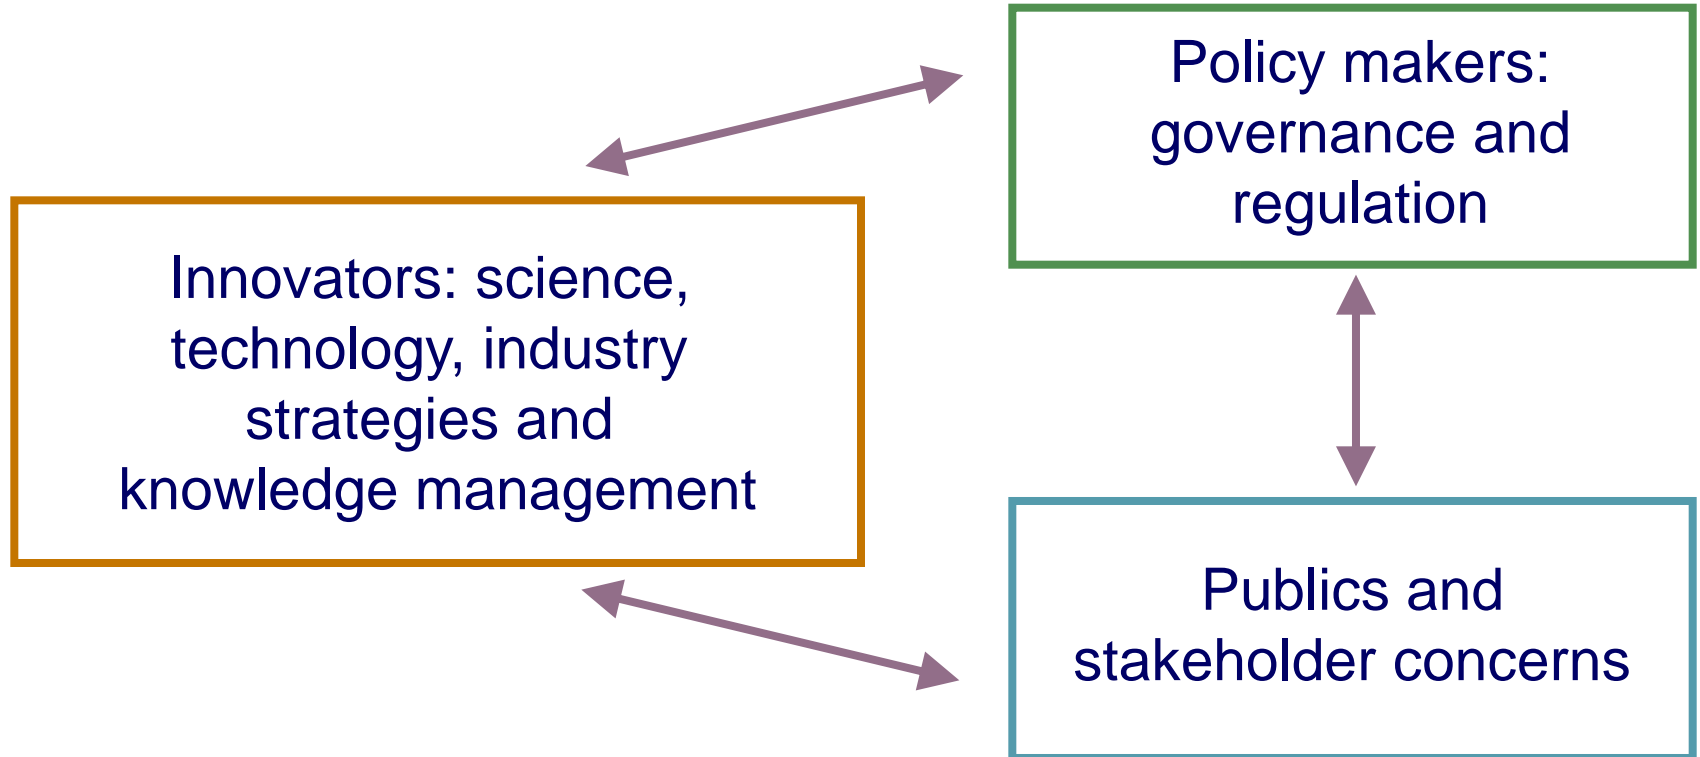 Policy makers:
governance and
regulation
Innovators: science,
technology, industry
strategies and
knowledge management
Publics and
stakeholder concerns